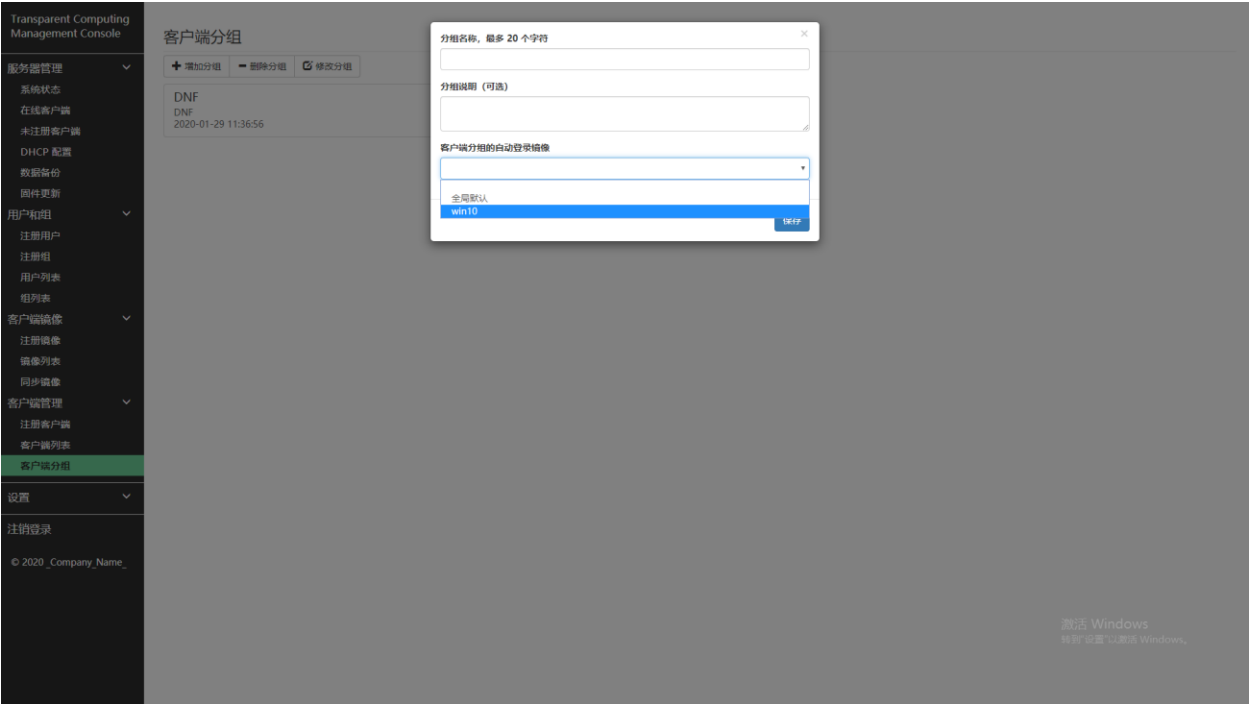 Transparent Computing
Management Console
服务器管理
系统状态
在线客户端
未注册客户端
DHCP 配置
数据备份
固件更新
用户和组
注册用户
注册组
用户列表
组列表
客户端镜像
注册镜像
镜像列表
同步镜像
客户端管理
注册客户端
客户端列表
客户端分组
设置
注销登录
© 2020 _Company_Name_
客户端分组
增加分组 删除分组 修改分组
DNF
DNF
2020-01-29 11:36:56
分组名称，最多 20 个字符 ×
分组说明（可选）
客户端分组的自动登录镜像
全局默认
win10
保存
激活 Windows
转到"设置"以激活 Windows。